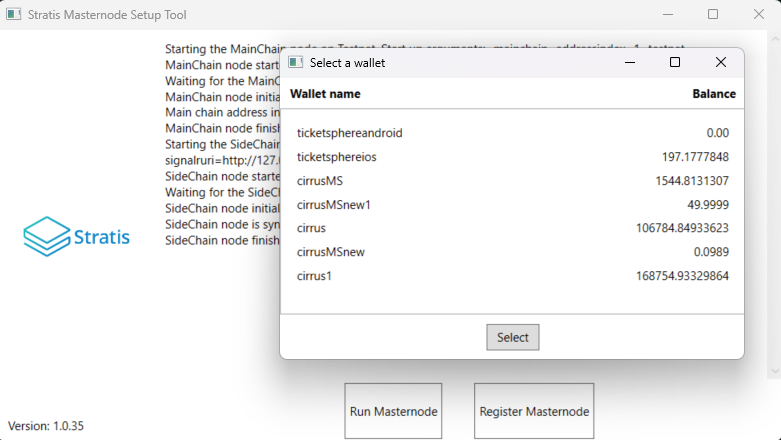 Stratis Masternode Setup Tool
Starting the MainChain node on Testnet. Start up arguments: -mainchain -addressindex=1 -testnet
MainChain node start
Waiting for the MainC
MainChain node initia
Main chain address in
MainChain node finish
Starting the SideChain
signalruri=http://127.
SideChain node starte
Waiting for the SideCh
SideChain node initial
SideChain node is syn
SideChain node finish
Stratis
Select a wallet
Wallet name Balance
ticketsphereandroid 0.00
ticketsphereios 197.1777848
cirrusMS 1544.8131307
cirrusMSnew1 49.9999
cirrus 106784.84933623
cirrusMSnew 0.0989
cirrus1 168754.93329864
Select
Run Masternode
Register Masternode
Version: 1.0.35